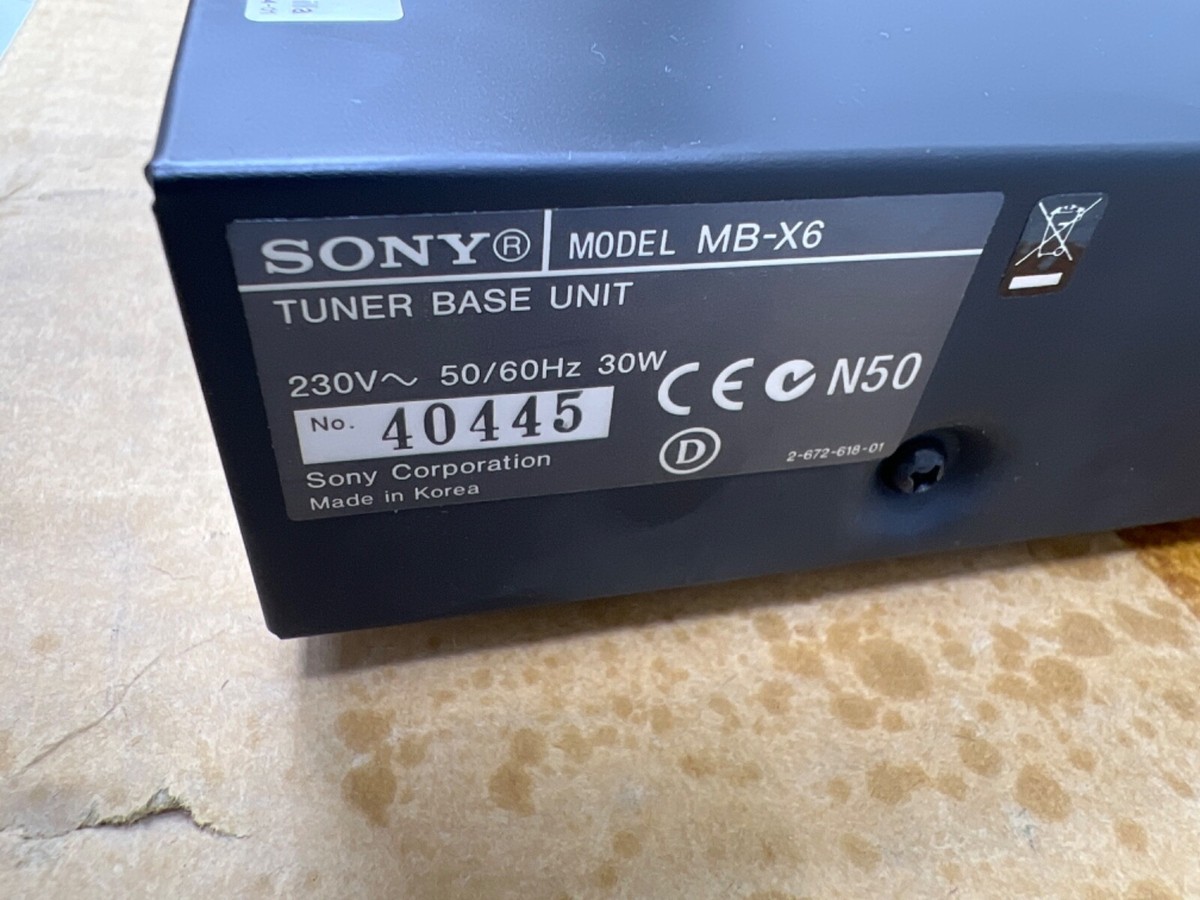 SONY® MODEL MB-X6
TUNER BASE UNIT
230V~ 50/60Hz 30W
No. 40445
CE N50
Sony Corporation
D
2-672-618-01
Made in Korea